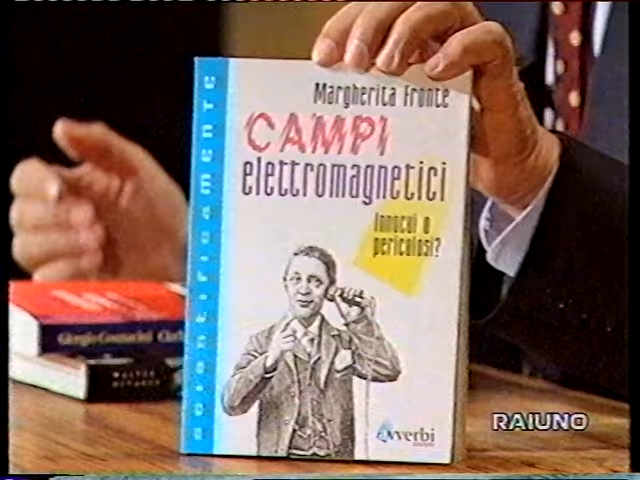 Margherita Fronte
CAMPI
elettromagnetici
Innocui o
pericolosi?
scientificamente
avverbi
RAIUNO